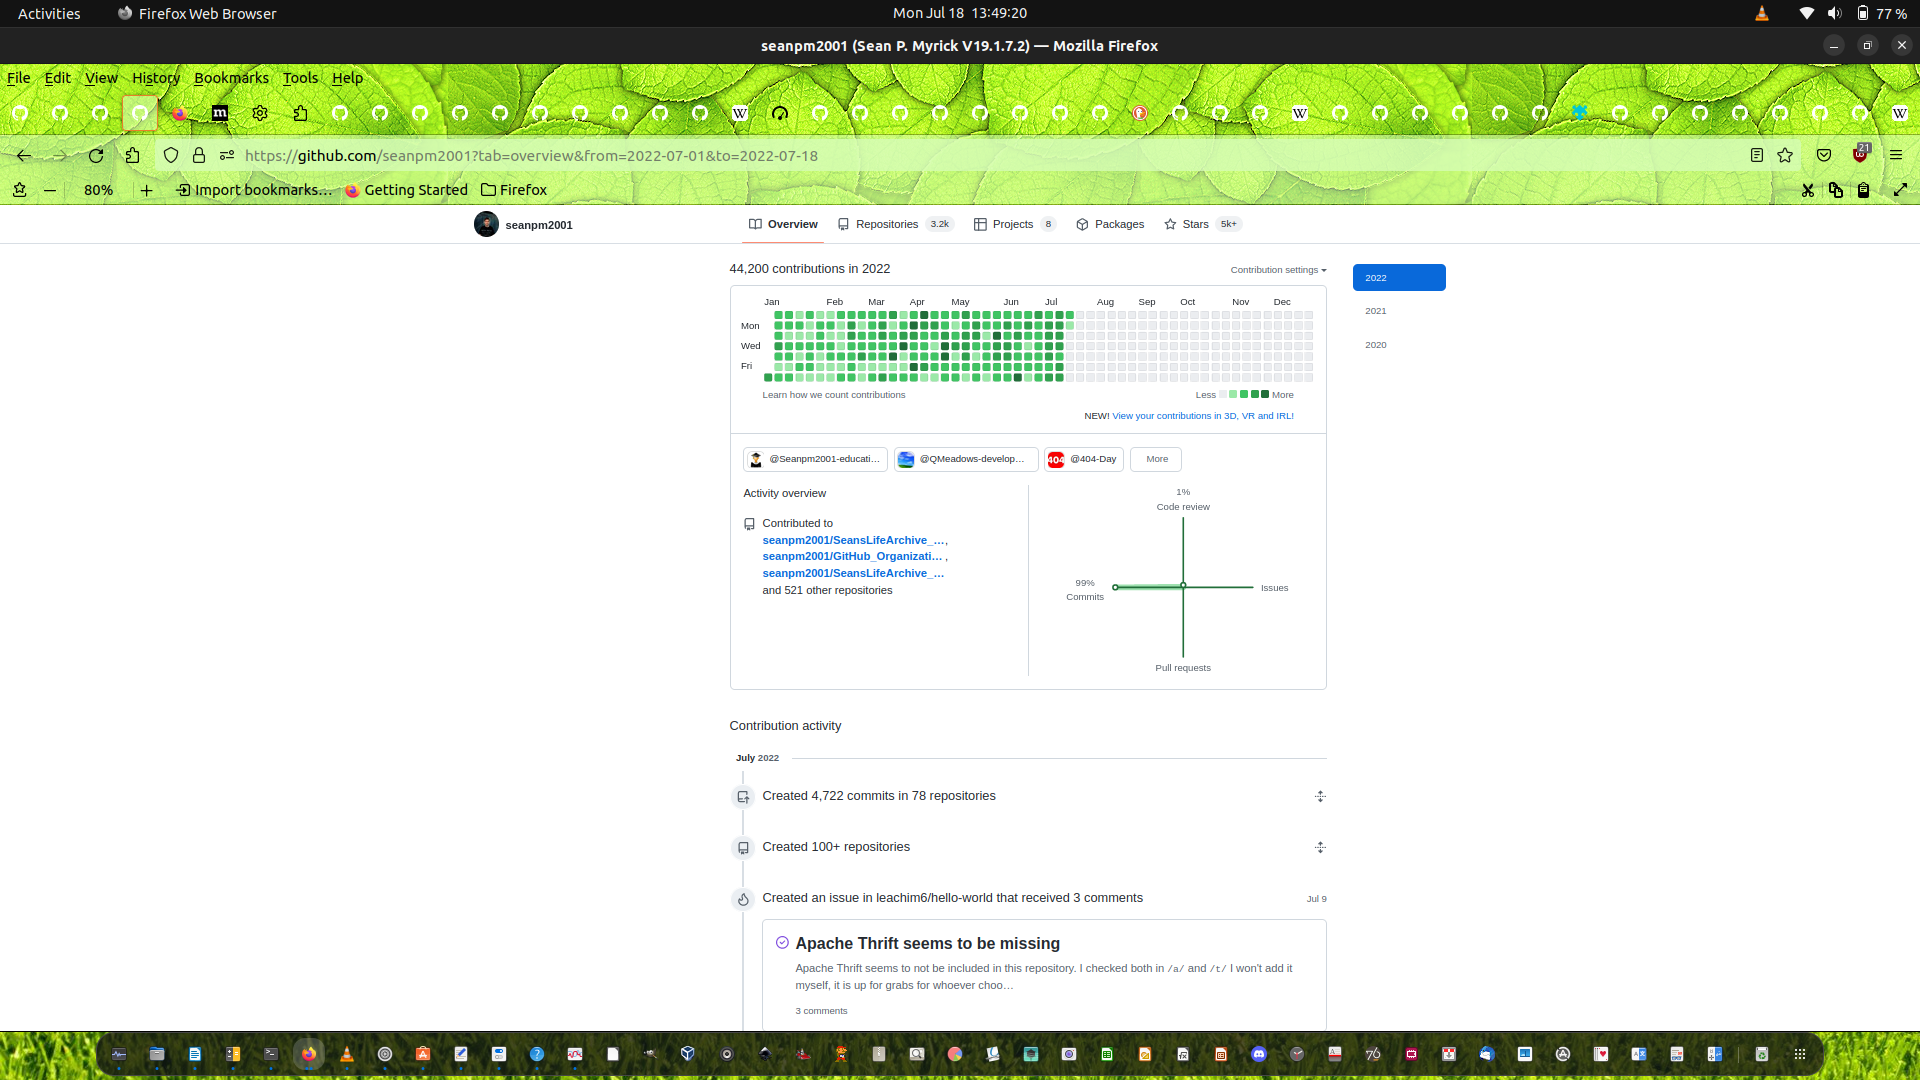 Activities
Firefox Web Browser
Mon Jul 18 13:49:20
77 %
seanpm2001 (Sean P. Myrick V19.1.7.2) — Mozilla Firefox
File Edit View History Bookmarks Tools Help
https://github.com/seanpm2001?tab=overview&from=2022-07-01&to=2022-07-18
21
80%
Import bookmarks…
Getting Started
Firefox
seanpm2001
Overview
Repositories 3.2k
Projects 8
Packages
Stars 5k+
44,200 contributions in 2022
Contribution settings
2022
2021
2020
Jan Feb Mar Apr May Jun Jul Aug Sep Oct Nov Dec
Mon
Wed
Fri
Learn how we count contributions
Less More
NEW! View your contributions in 3D, VR and IRL!
@Seanpm2001-educati…
@QMeadows-develop…
404 @404-Day
More
Activity overview
Contributed to
seanpm2001/SeansLifeArchive_…,
seanpm2001/GitHub_Organizati… ,
seanpm2001/SeansLifeArchive_…
and 521 other repositories
1%
Code review
99%
Commits
Issues
Pull requests
Contribution activity
July 2022
Created 4,722 commits in 78 repositories
Created 100+ repositories
Created an issue in leachim6/hello-world that received 3 comments
Jul 9
Apache Thrift seems to be missing
Apache Thrift seems to not be included in this repository. I checked both in /a/ and /t/ I won't add it
myself, it is up for grabs for whoever choo…
3 comments